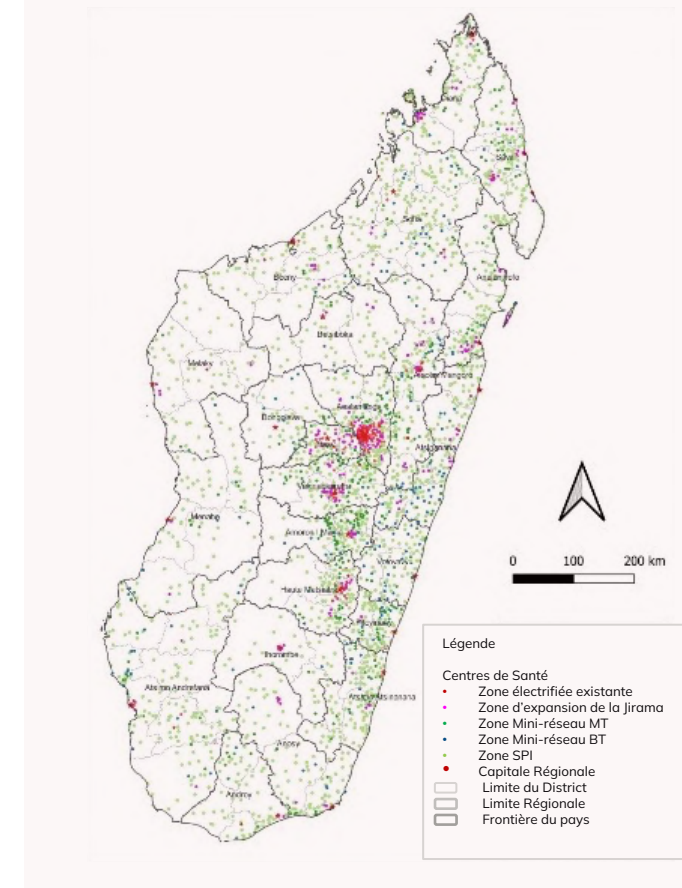 Diana
Sava
Sofia
Boeny
Analanjirofo
Betsiboka
Melaky
Alaotra Mangoro
Analamanga
Bongolava
Itasy
Atsinanana
Vakinankaratra
Menabe
Amoron'i Mania
Vatovavy
Haute Matsiatra
Fitovinany
Ihorombe
Atsimo Andrefana
Atsimo Atsinanana
Anosy
Androy
0 100 200 km
Légende
Centres de Santé
Zone électrifiée existante
Zone d'expansion de la Jirama
Zone Mini-réseau MT
Zone Mini-réseau BT
Zone SPI
Capitale Régionale
Limite du District
Limite Régionale
Frontière du pays